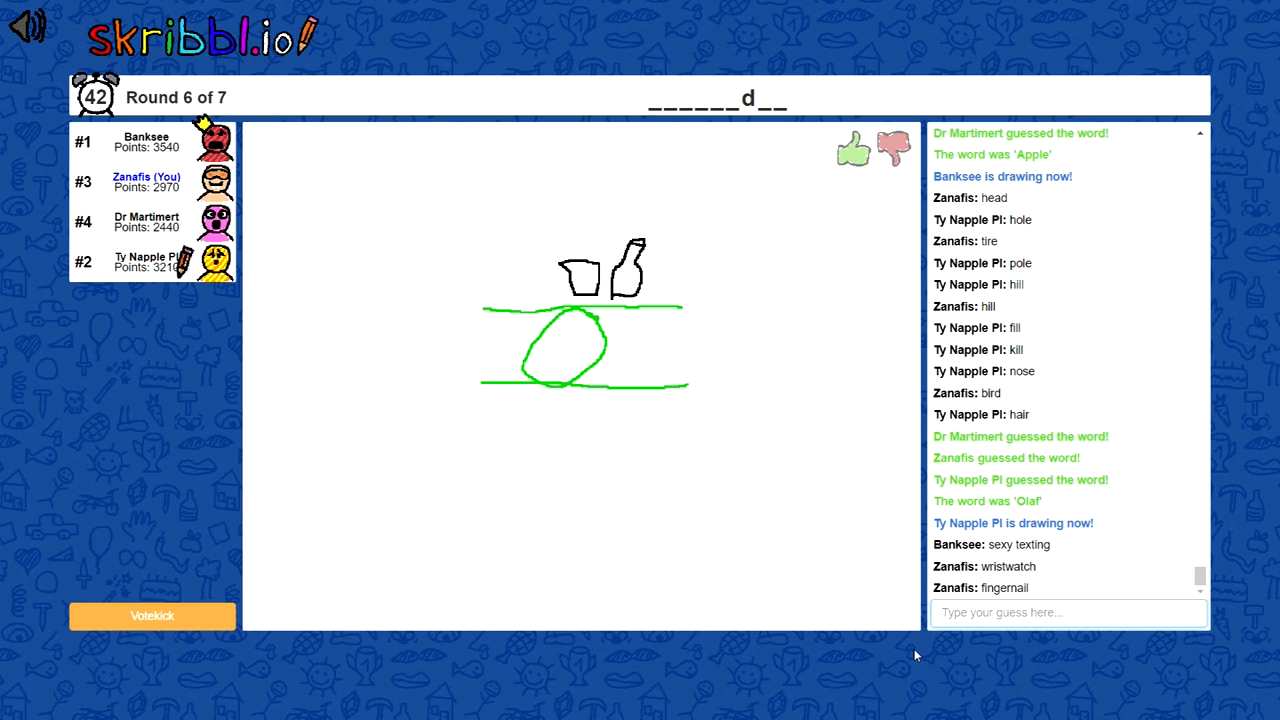 skribbl.io
42
Round 6 of 7
______d__
#1
Banksee
Points: 3540
#3
Zanafis (You)
Points: 2970
#4
Dr Martimert
Points: 2440
#2
Ty Napple Pl
Points: 3210
Votekick
Dr Martimert guessed the word!
The word was 'Apple'
Banksee is drawing now!
Zanafis: head
Ty Napple Pl: hole
Zanafis: tire
Ty Napple Pl: pole
Ty Napple Pl: hill
Zanafis: hill
Ty Napple Pl: fill
Ty Napple Pl: kill
Ty Napple Pl: nose
Zanafis: bird
Ty Napple Pl: hair
Dr Martimert guessed the word!
Zanafis guessed the word!
Ty Napple Pl guessed the word!
The word was 'Olaf'
Ty Napple Pl is drawing now!
Banksee: sexy texting
Zanafis: wristwatch
Zanafis: fingernail
Type your guess here...